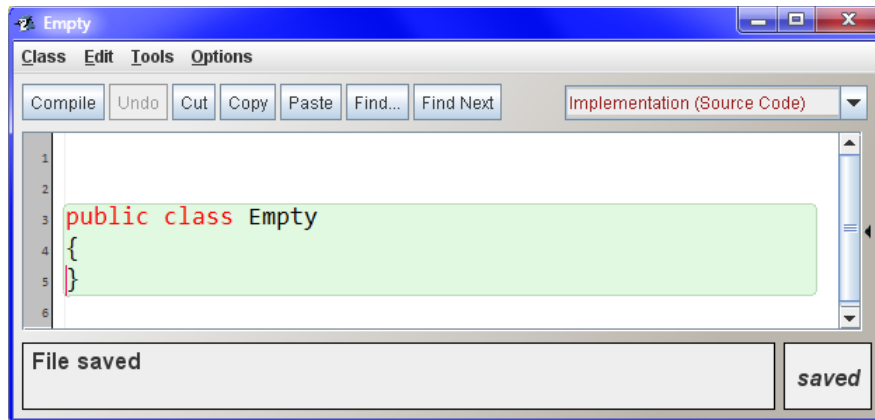 Empty
Class Edit Tools Options
Compile Undo Cut Copy Paste Find... Find Next Implementation (Source Code)
1
2
3 public class Empty
4 {
5 }
6
File saved
saved